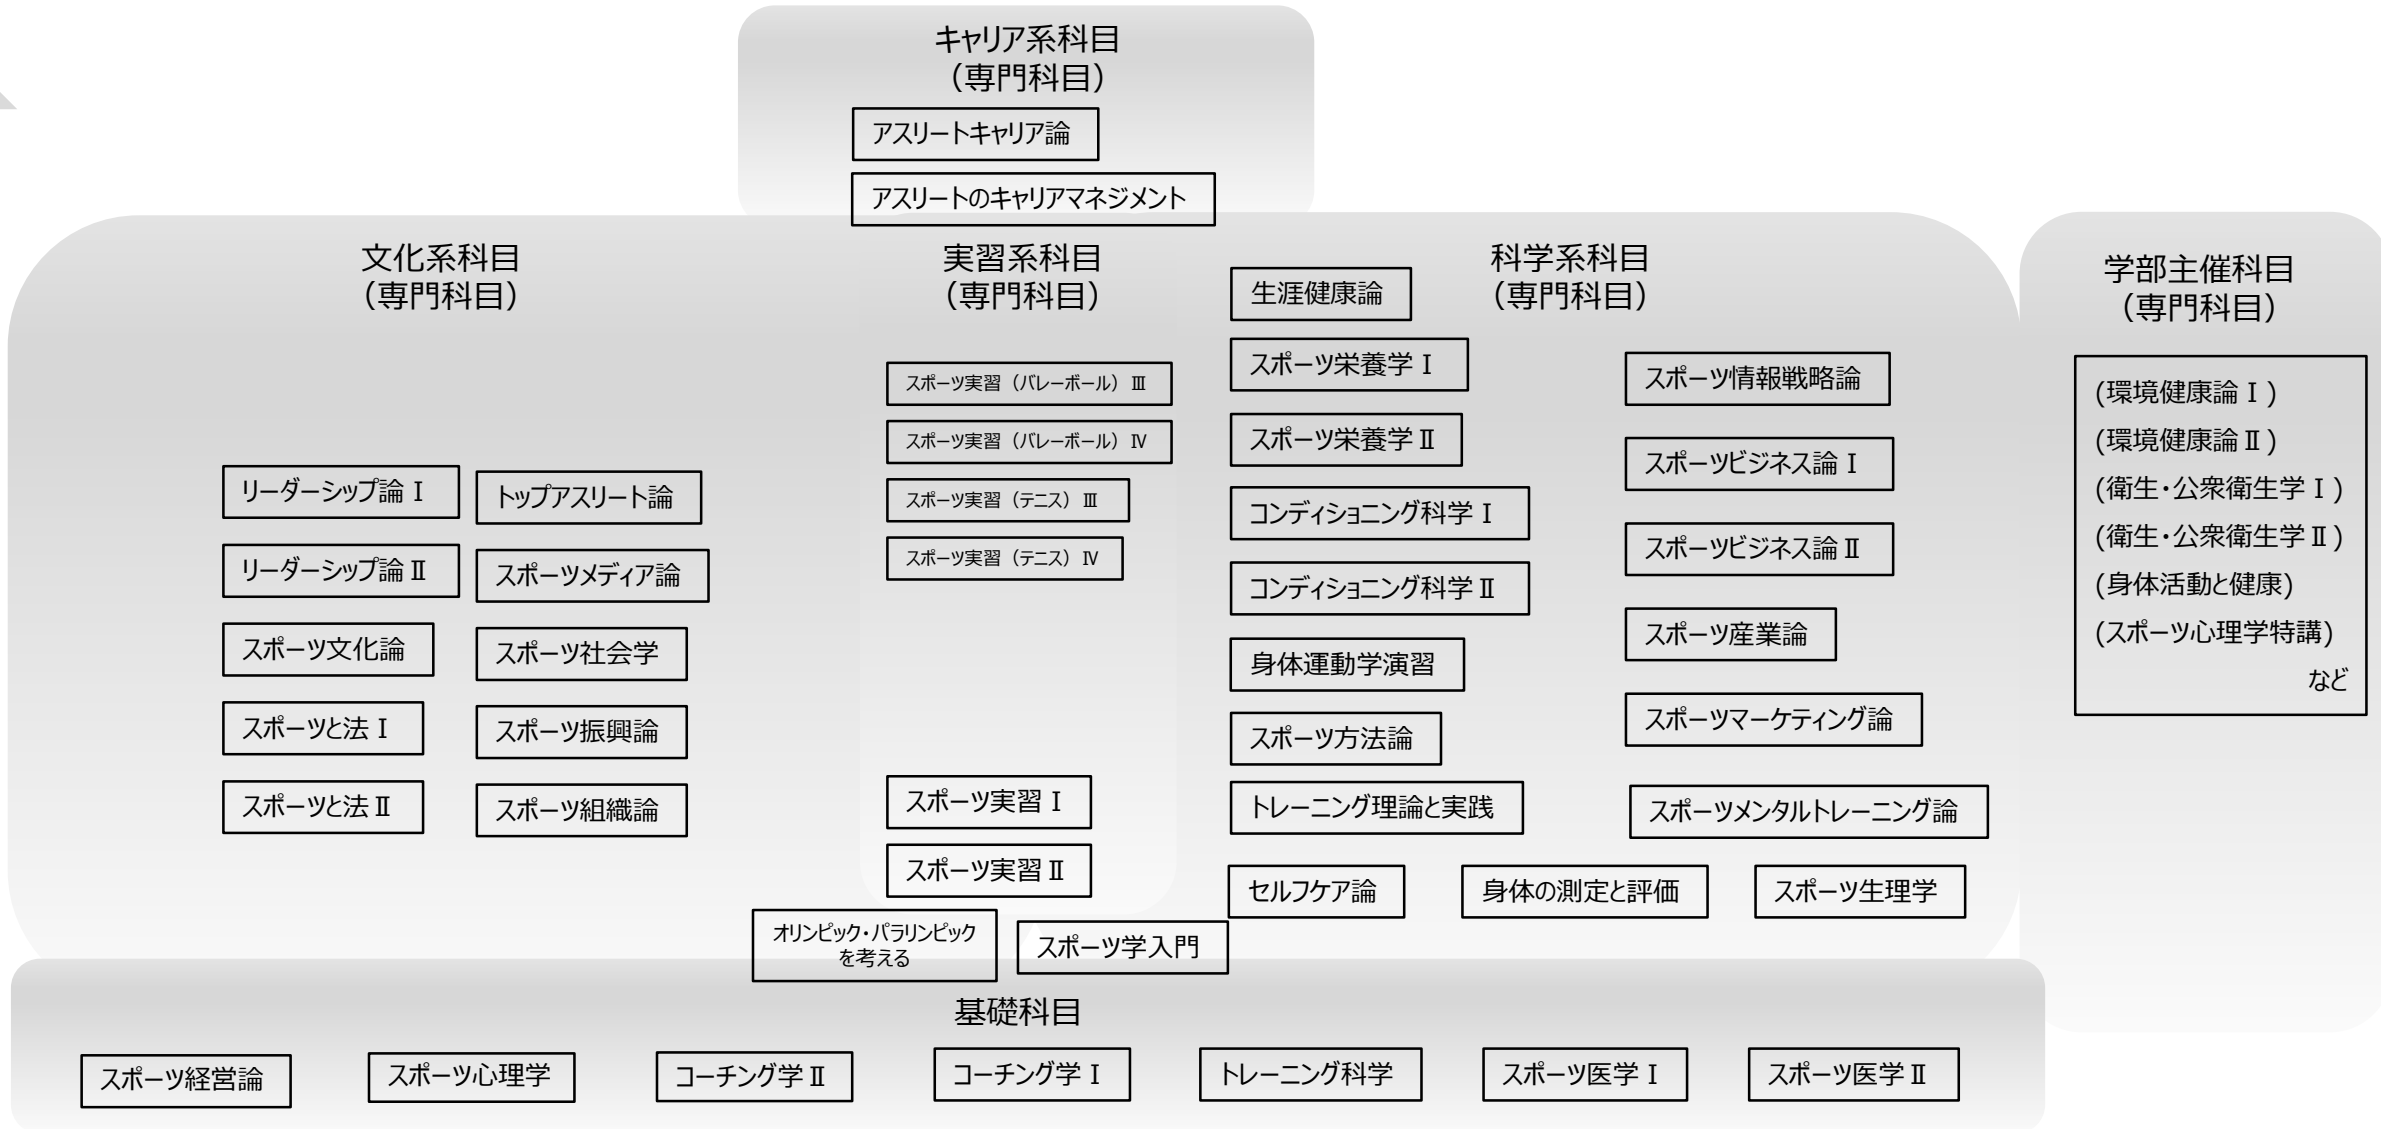 キャリア系科目
（専門科目）
アスリートキャリア論
アスリートのキャリアマネジメント
文化系科目
（専門科目）
リーダーシップ論Ⅰ
リーダーシップ論Ⅱ
スポーツ文化論
スポーツと法Ⅰ
スポーツと法Ⅱ
トップアスリート論
スポーツメディア論
スポーツ社会学
スポーツ振興論
スポーツ組織論
実習系科目
（専門科目）
スポーツ実習（バレーボール）Ⅲ
スポーツ実習（バレーボール）Ⅳ
スポーツ実習（テニス）Ⅲ
スポーツ実習（テニス）Ⅳ
スポーツ実習Ⅰ
スポーツ実習Ⅱ
科学系科目
（専門科目）
生涯健康論
スポーツ栄養学Ⅰ
スポーツ栄養学Ⅱ
コンディショニング科学Ⅰ
コンディショニング科学Ⅱ
身体運動学演習
スポーツ方法論
トレーニング理論と実践
スポーツ情報戦略論
スポーツビジネス論Ⅰ
スポーツビジネス論Ⅱ
スポーツ産業論
スポーツマーケティング論
スポーツメンタルトレーニング論
セルフケア論
身体の測定と評価
スポーツ生理学
学部主催科目
（専門科目）
(環境健康論Ⅰ)
(環境健康論Ⅱ)
(衛生・公衆衛生学Ⅰ)
(衛生・公衆衛生学Ⅱ)
(身体活動と健康)
(スポーツ心理学特講)
など
オリンピック・パラリンピック
を考える
スポーツ学入門
基礎科目
スポーツ経営論
スポーツ心理学
コーチング学Ⅱ
コーチング学Ⅰ
トレーニング科学
スポーツ医学Ⅰ
スポーツ医学Ⅱ